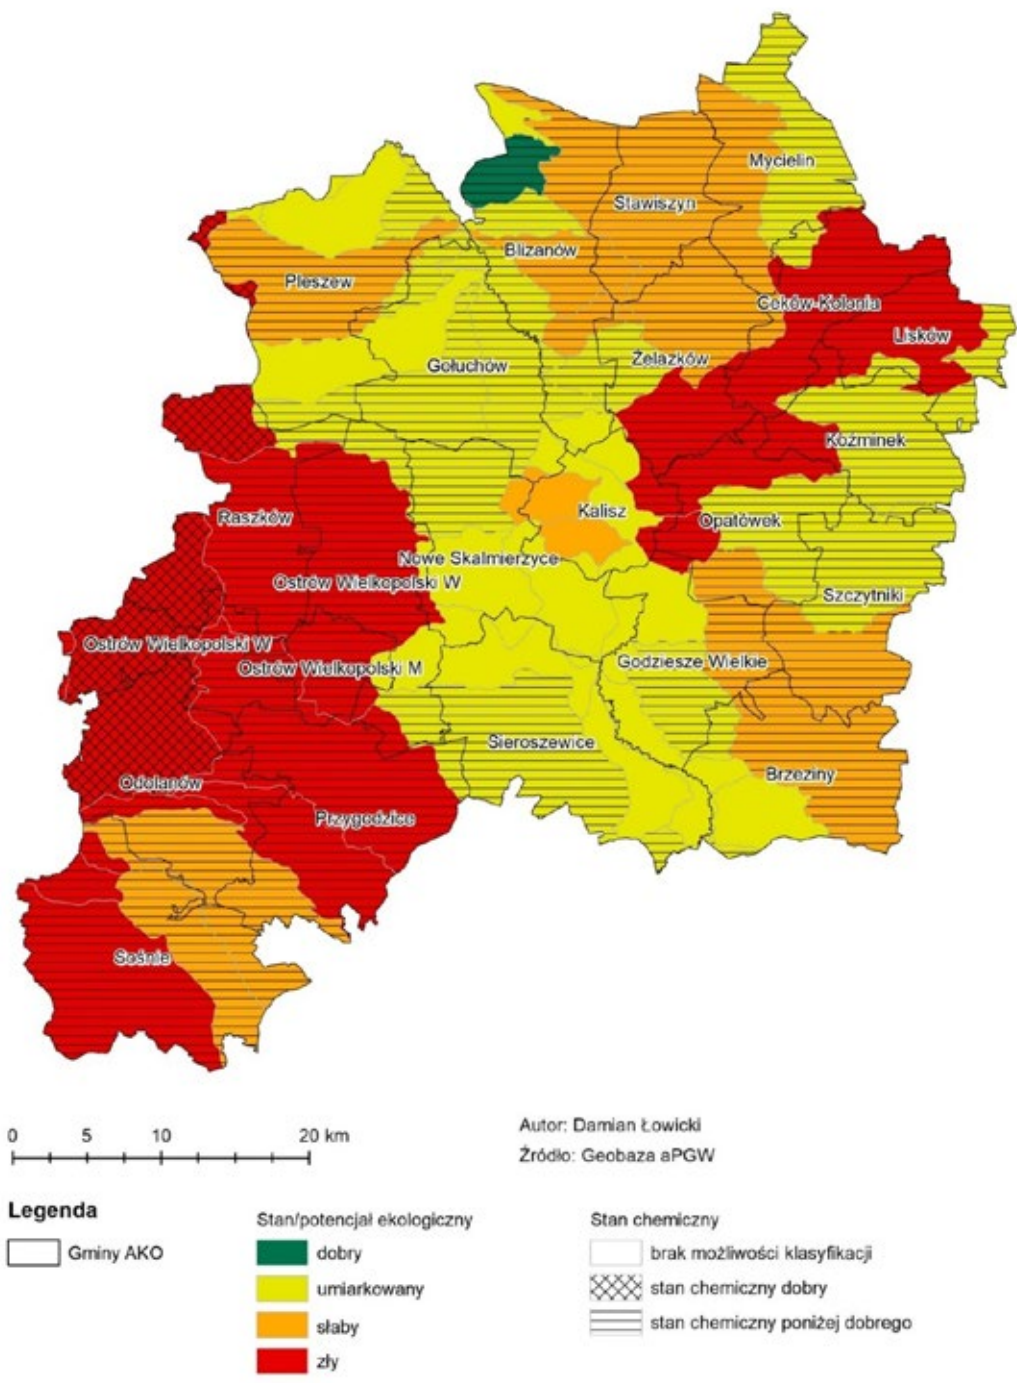 Mycielin
Stawiszyn
Blizanów
Pleszew
Ceków-Kolonia
Lisków
Żelazków
Gołuchów
Koźminek
Kalisz
Opatówek
Raszków
Nowe Skalmierzyce
Ostrów Wielkopolski W
Szczytniki
Ostrów Wielkopolski W
Ostrów Wielkopolski M
Godziesze Wielkie
Sieroszewice
Brzeziny
Odolanów
Przygodzice
Sośnie
0 5 10 20 km
Autor: Damian Łowicki
Źródło: Geobaza aPGW
Legenda
Gminy AKO
Stan/potencjał ekologiczny
dobry
umiarkowany
słaby
zły
Stan chemiczny
brak możliwości klasyfikacji
stan chemiczny dobry
stan chemiczny poniżej dobrego